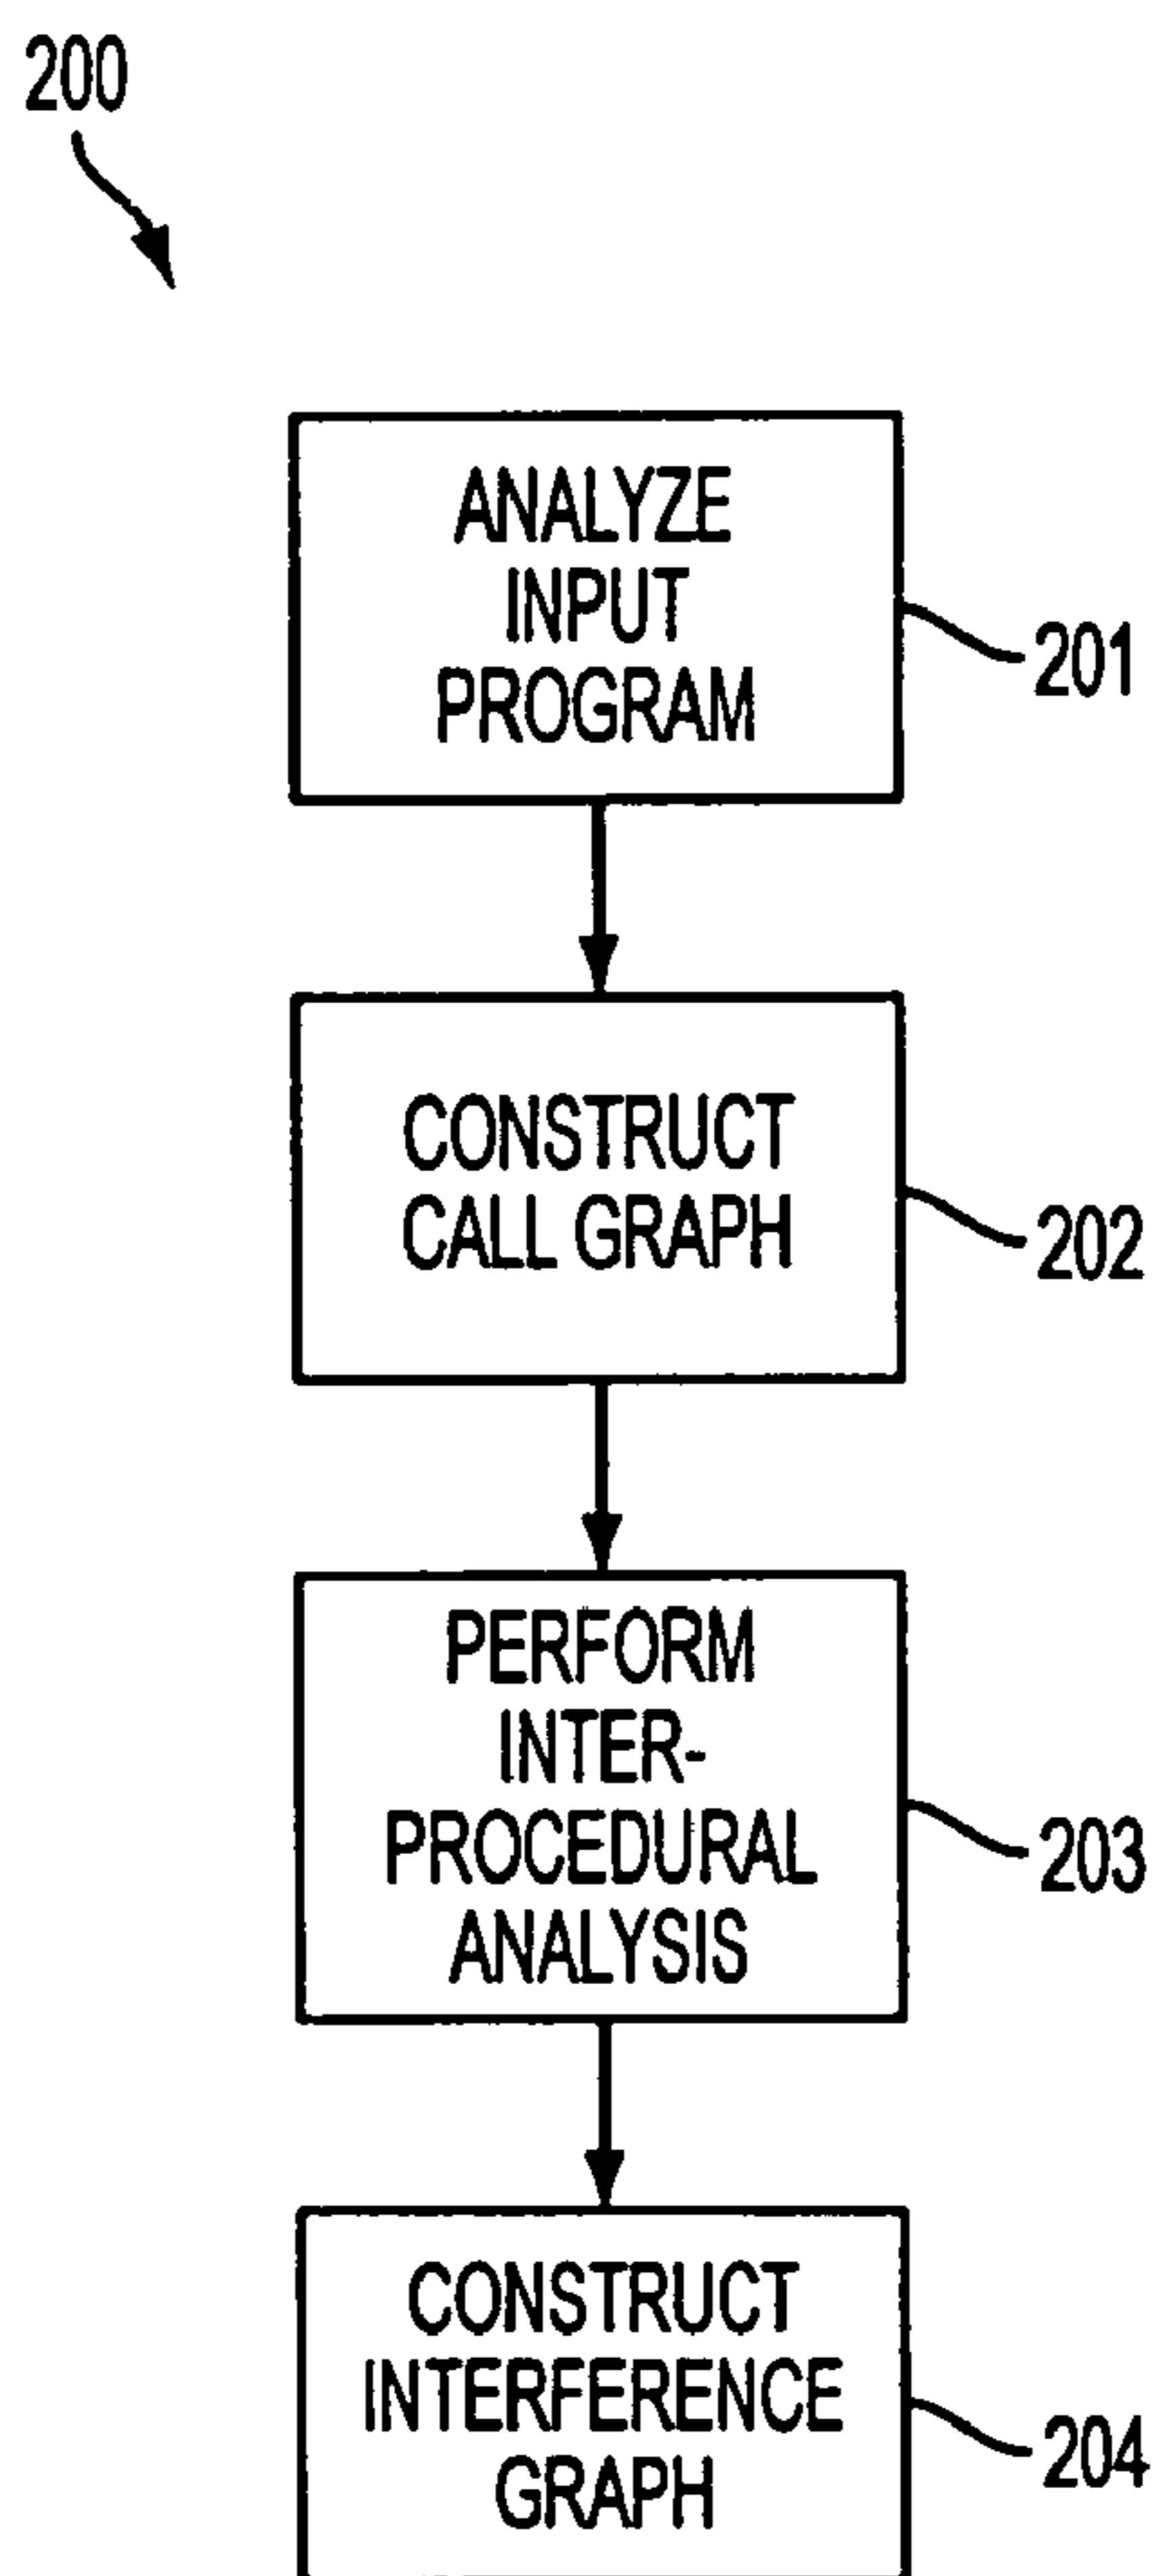 200
ANALYZE
INPUT
PROGRAM
201
CONSTRUCT
CALL GRAPH
202
PERFORM
INTER-
PROCEDURAL
ANALYSIS
203
CONSTRUCT
INTERFERENCE
GRAPH
204